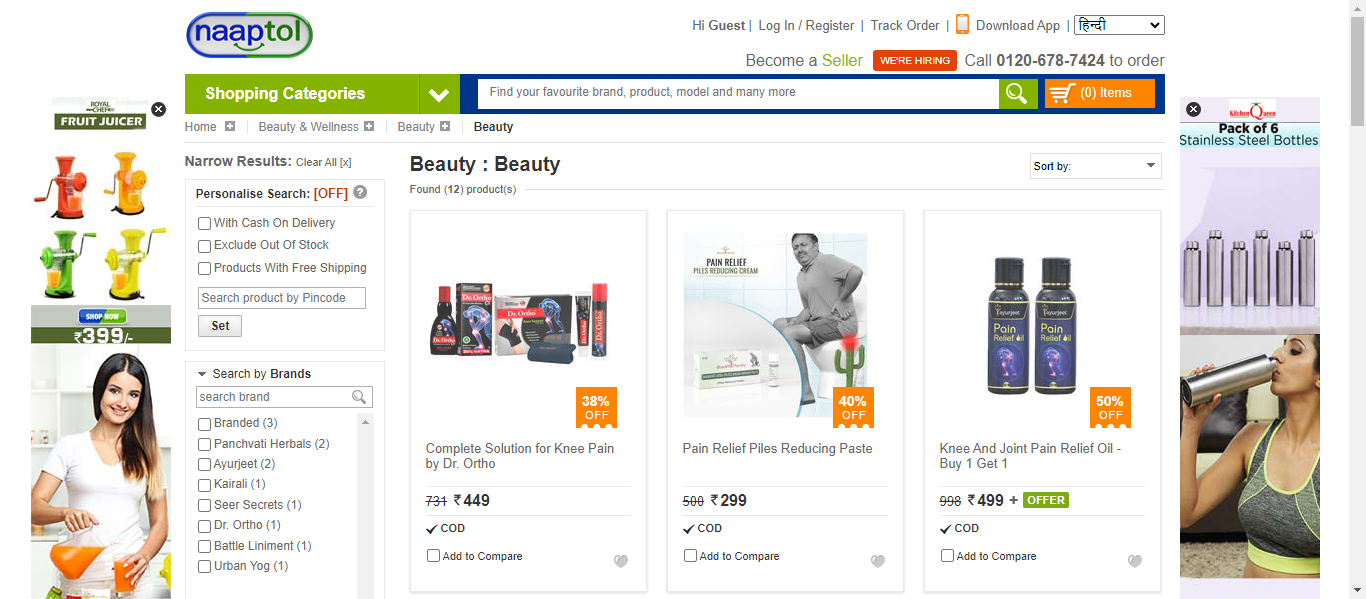 naaptol
Hi Guest | Log In / Register | Track Order | Download App | हिन्दी
Become a Seller WE'RE HIRING Call 0120-678-7424 to order
Shopping Categories
Find your favourite brand, product, model and many more
(0) Items
Home Beauty & Wellness Beauty Beauty
ROYAL
CHEF
FRUIT JUICER
SHOP NOW
₹399/-
Narrow Results: Clear All [x]
Personalise Search: [OFF] ?
With Cash On Delivery
Exclude Out Of Stock
Products With Free Shipping
Search product by Pincode
Set
Search by Brands
search brand
Branded (3)
Panchvati Herbals (2)
Ayurjeet (2)
Kairali (1)
Seer Secrets (1)
Dr. Ortho (1)
Battle Liniment (1)
Urban Yog (1)
Beauty : Beauty
Sort by:
Found (12) product(s)
Dr. Ortho
Dr. Ortho
Dr. Ortho
38%
OFF
Complete Solution for Knee Pain
by Dr. Ortho
731 ₹449
COD
Add to Compare
PAIN RELIEF
PILES REDUCING CREAM
40%
OFF
Pain Relief Piles Reducing Paste
500 ₹299
COD
Add to Compare
Ayurjeet
Pain
Relief Oil
Ayurjeet
Pain
Relief Oil
50%
OFF
Knee And Joint Pain Relief Oil -
Buy 1 Get 1
998 ₹499 + OFFER
COD
Add to Compare
Kitchen Queen
Pack of 6
Stainless Steel Bottles